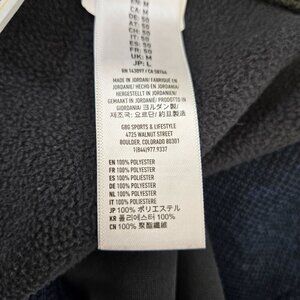 EN: M
CA: M
DE: 50
AT: 50
CH: 50
IT: 50
ES: 50
FR: 50
UK: M
JP: L
RN 143097 / CA 58766
MADE IN JORDAN / FABRIQUÉ EN
JORDANIE / HECHO EN JORDANIA /
HERGESTELLT IN JORDANIEN /
GEMAAKT IN JORDANIË / PRODOTTO IN
GIORDANIA / ヨルダン製 /
제조국: 요르단 / 約旦製造
GBG SPORTS & LIFESTYLE
4725 WALNUT STREET
BOULDER, COLORADO 80301
1(844)977.9337
EN 100% POLYESTER
FR 100% POLYESTER
ES 100% POLIÉSTER
DE 100% POLYESTER
NL 100% POLYESTER
IT 100% POLIESTERE
JP 100% ポリエステル
KR 폴리에스터 100%
CN 100% 聚酯纖維